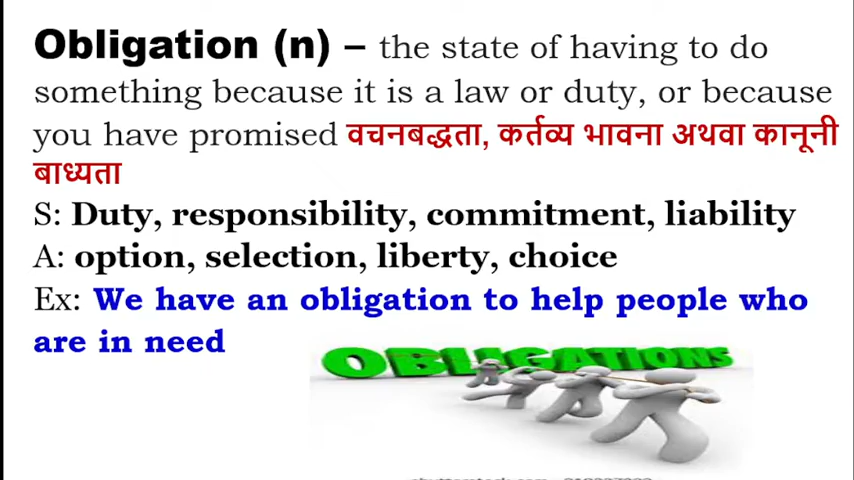 Obligation (n) – the state of having to do
something because it is a law or duty, or because
you have promised वचनबद्धता, कर्तव्य भावना अथवा कानूनी
बाध्यता
S: Duty, responsibility, commitment, liability
A: option, selection, liberty, choice
Ex: We have an obligation to help people who
are in need
OBLIGATIONS